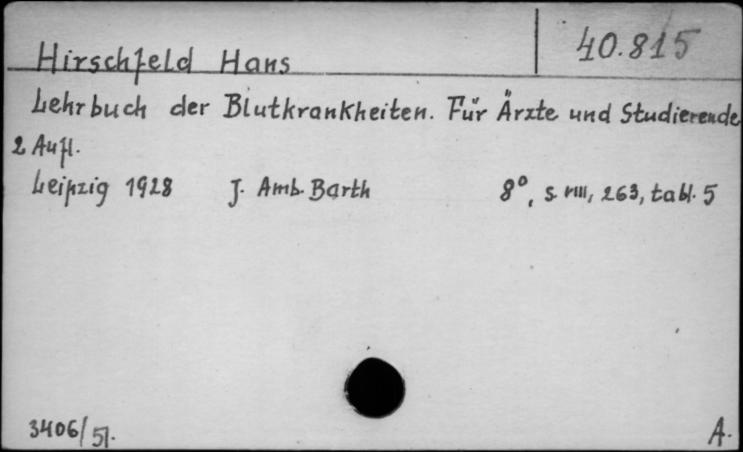 40.815
Hirschfeld Hans
Lehrbuch der Blutkrankheiten. Für Ärzte und Studierende
2 Aufl.
Leipzig 1928 J. Amb. Barth 8°, s. VIII, 263, tabl. 5
3406/51.
A.